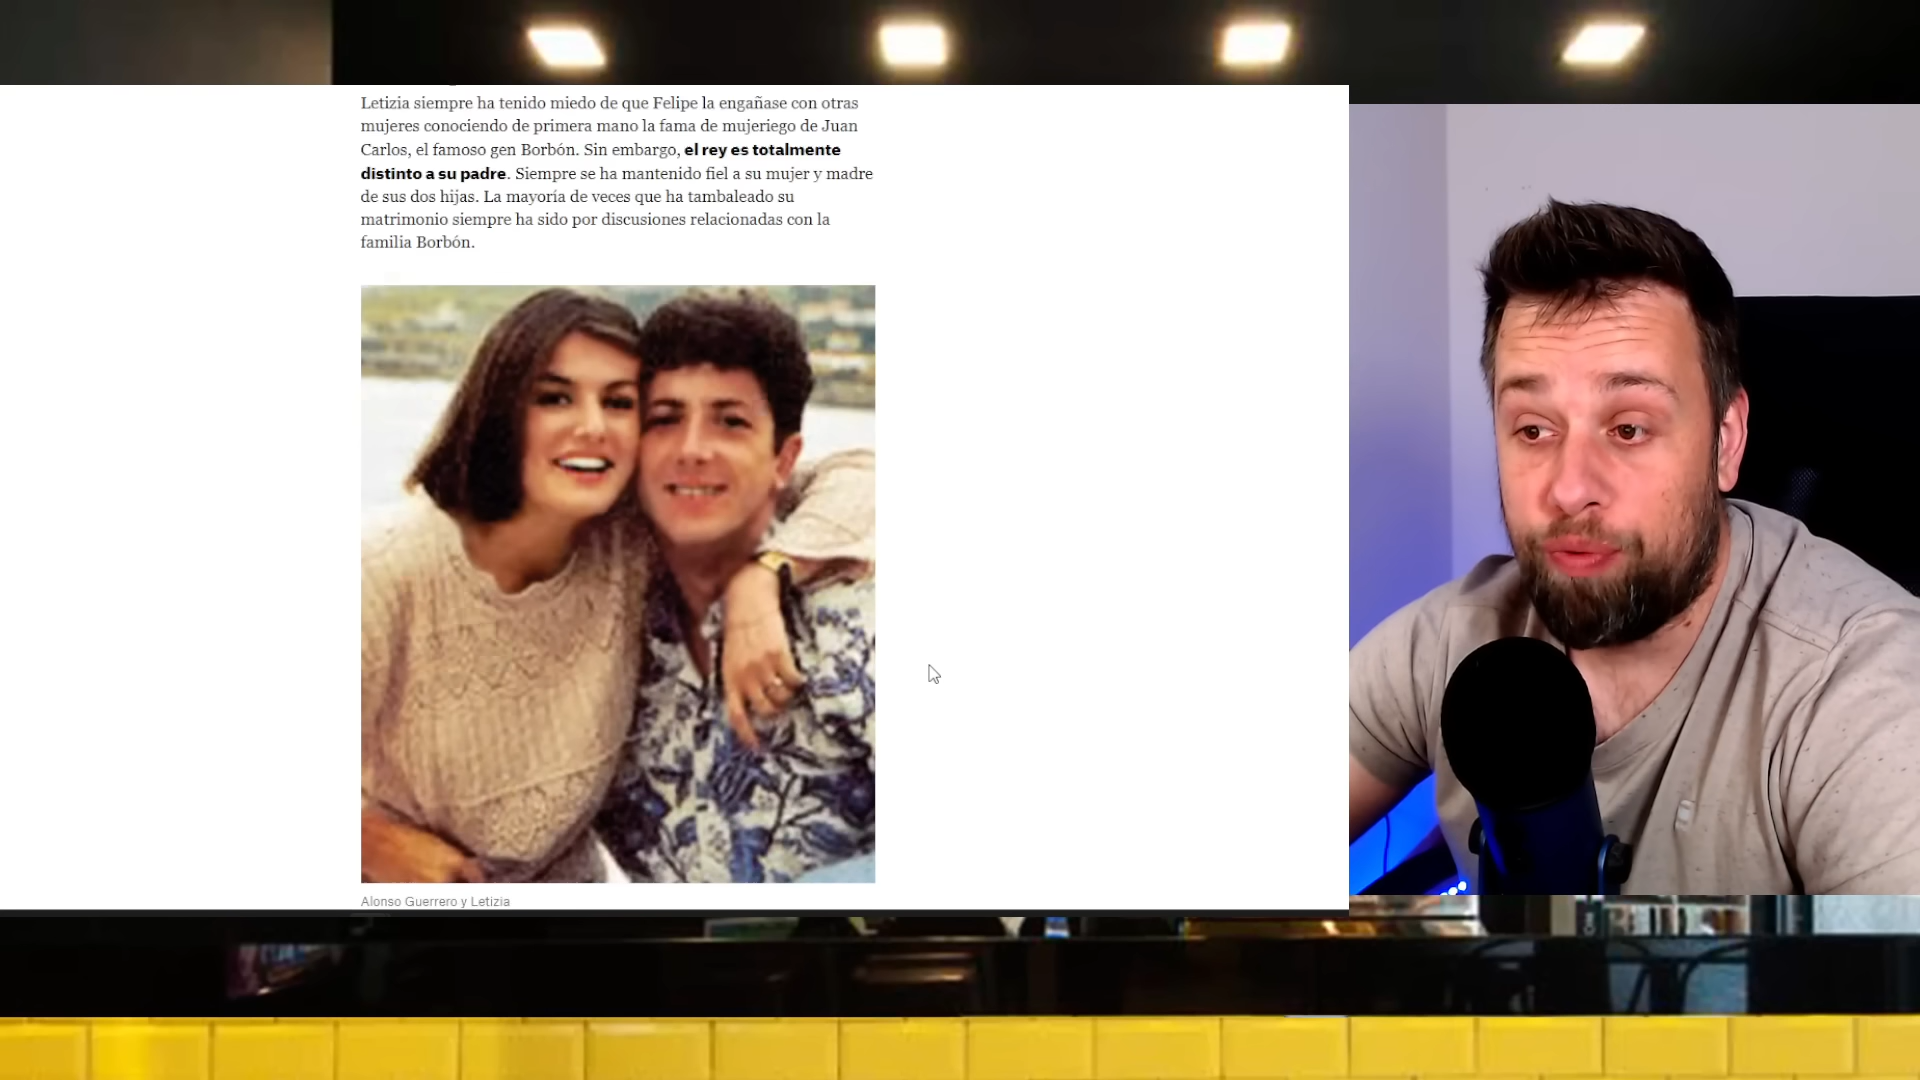 Letizia siempre ha tenido miedo de que Felipe la engañase con otras
mujeres conociendo de primera mano la fama de mujeriego de Juan
Carlos, el famoso gen Borbón. Sin embargo, el rey es totalmente
distinto a su padre. Siempre se ha mantenido fiel a su mujer y madre
de sus dos hijas. La mayoría de veces que ha tambaleado su
matrimonio siempre ha sido por discusiones relacionadas con la
familia Borbón.
Alonso Guerrero y Letizia